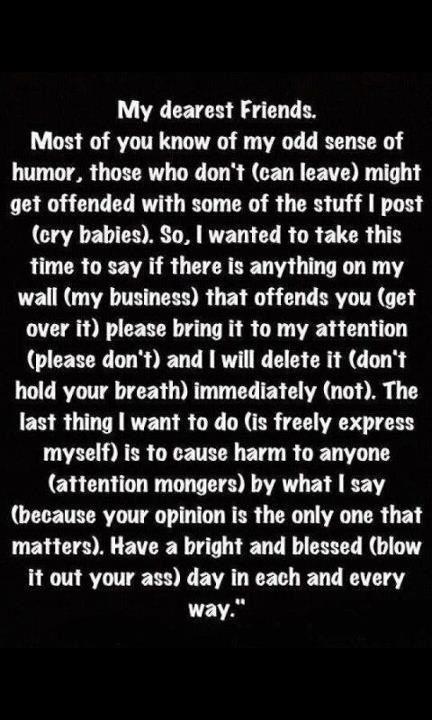 My dearest Friends.
Most of you know of my odd sense of
humor, those who don't (can leave) might
get offended with some of the stuff I post
(cry babies). So, I wanted to take this
time to say if there is anything on my
wall (my business) that offends you (get
over it) please bring it to my attention
(please don't) and I will delete it (don't
hold your breath) immediately (not). The
last thing I want to do (is freely express
myself) is to cause harm to anyone
(attention mongers) by what I say
(because your opinion is the only one that
matters). Have a bright and blessed (blow
it out your ass) day in each and every
way."